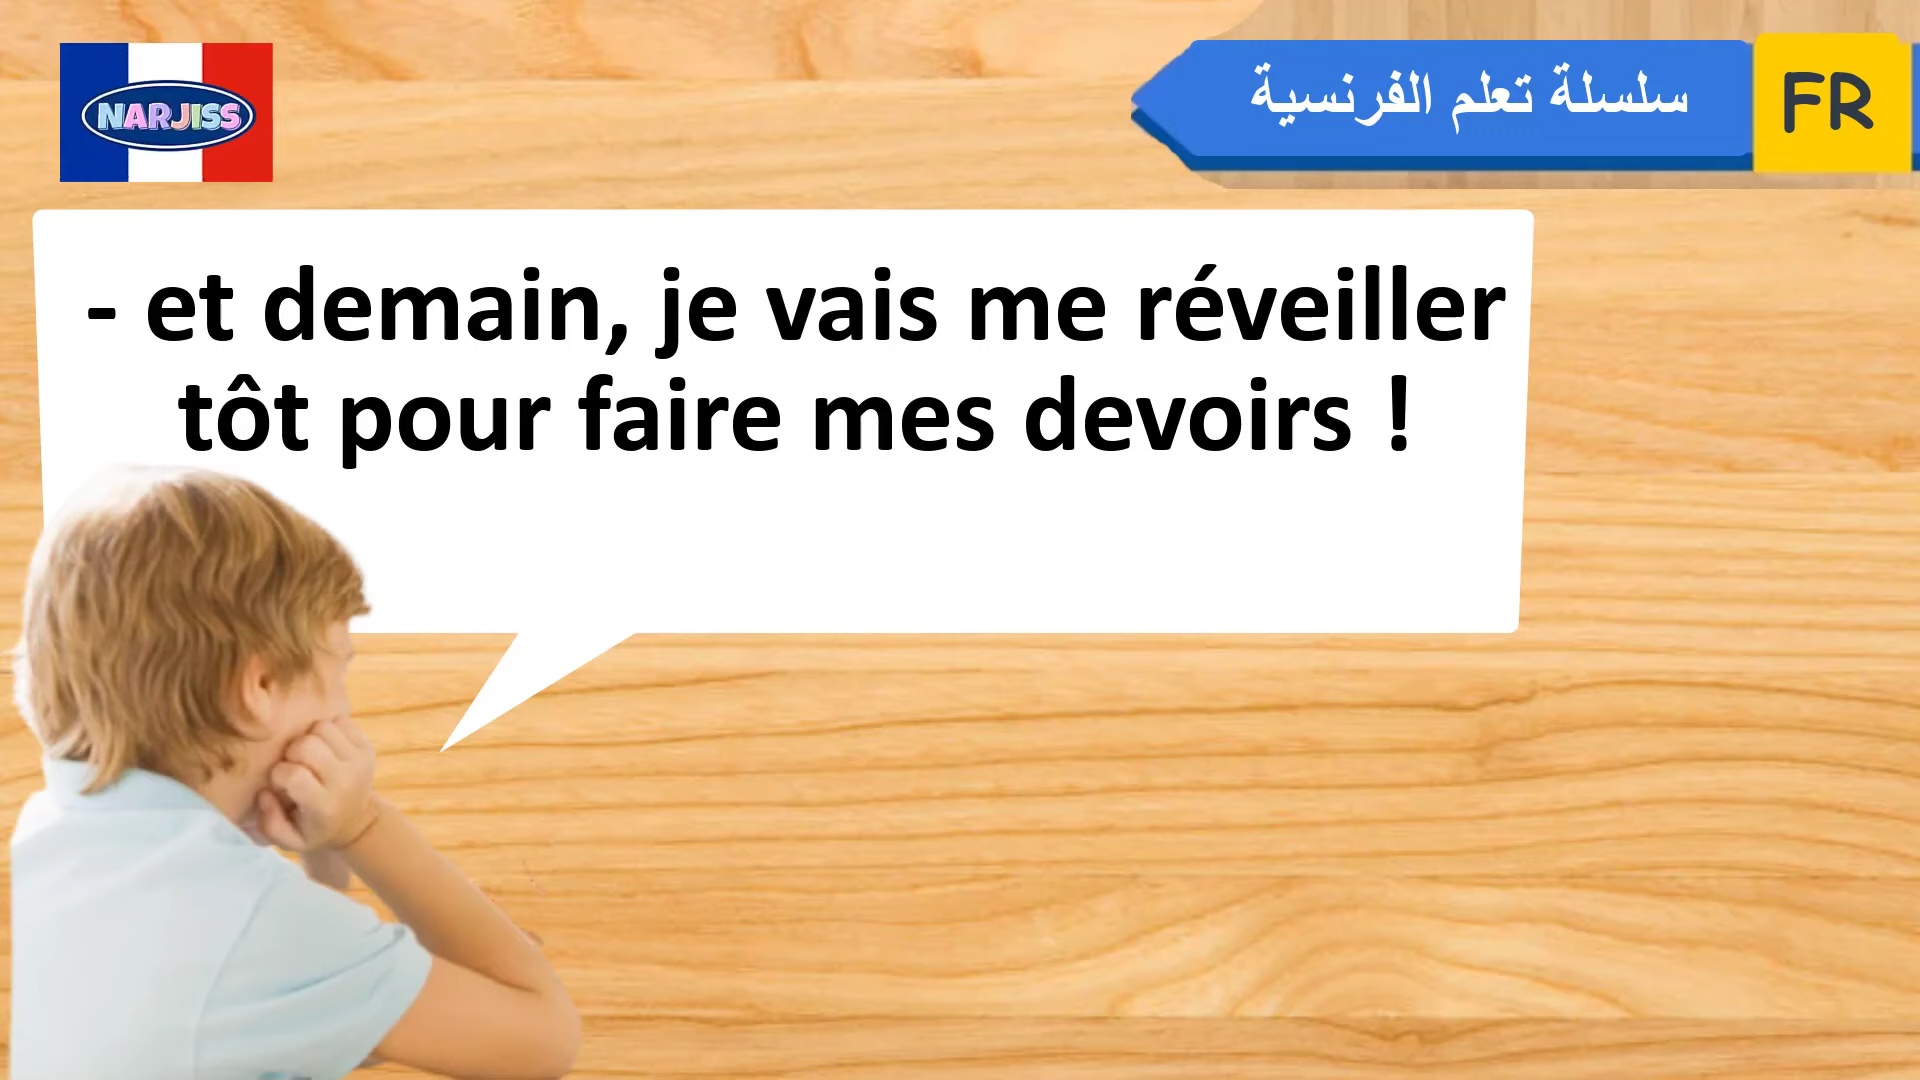 NARJISS
سلسلة تعلم الفرنسية
FR
- et demain, je vais me réveiller
tôt pour faire mes devoirs !